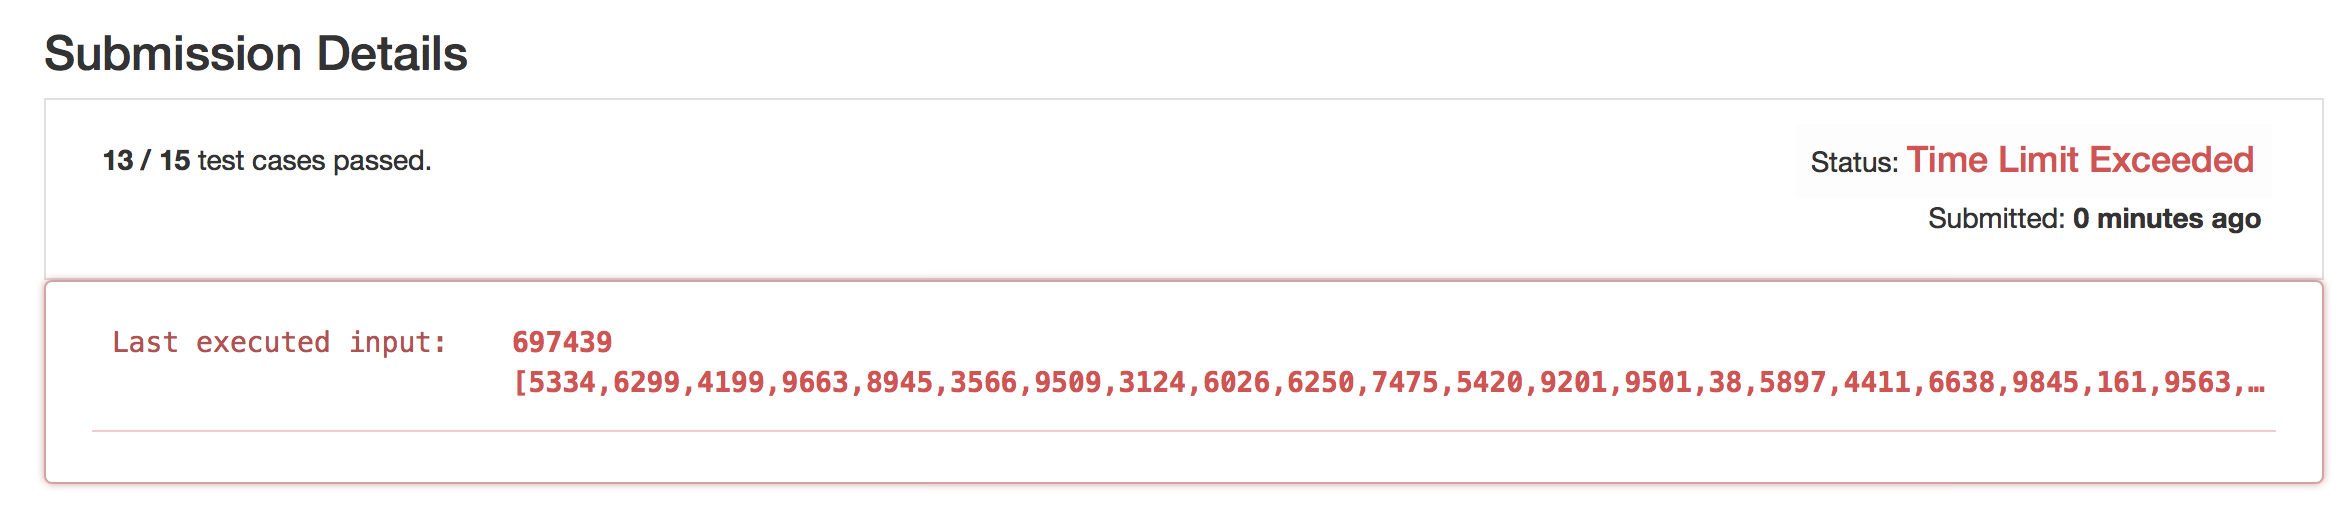 Submission Details
13 / 15 test cases passed.
Status: Time Limit Exceeded
Submitted: 0 minutes ago
Last executed input: 697439
[5334,6299,4199,9663,8945,3566,9509,3124,6026,6250,7475,5420,9201,9501,38,5897,4411,6638,9845,161,9563,…